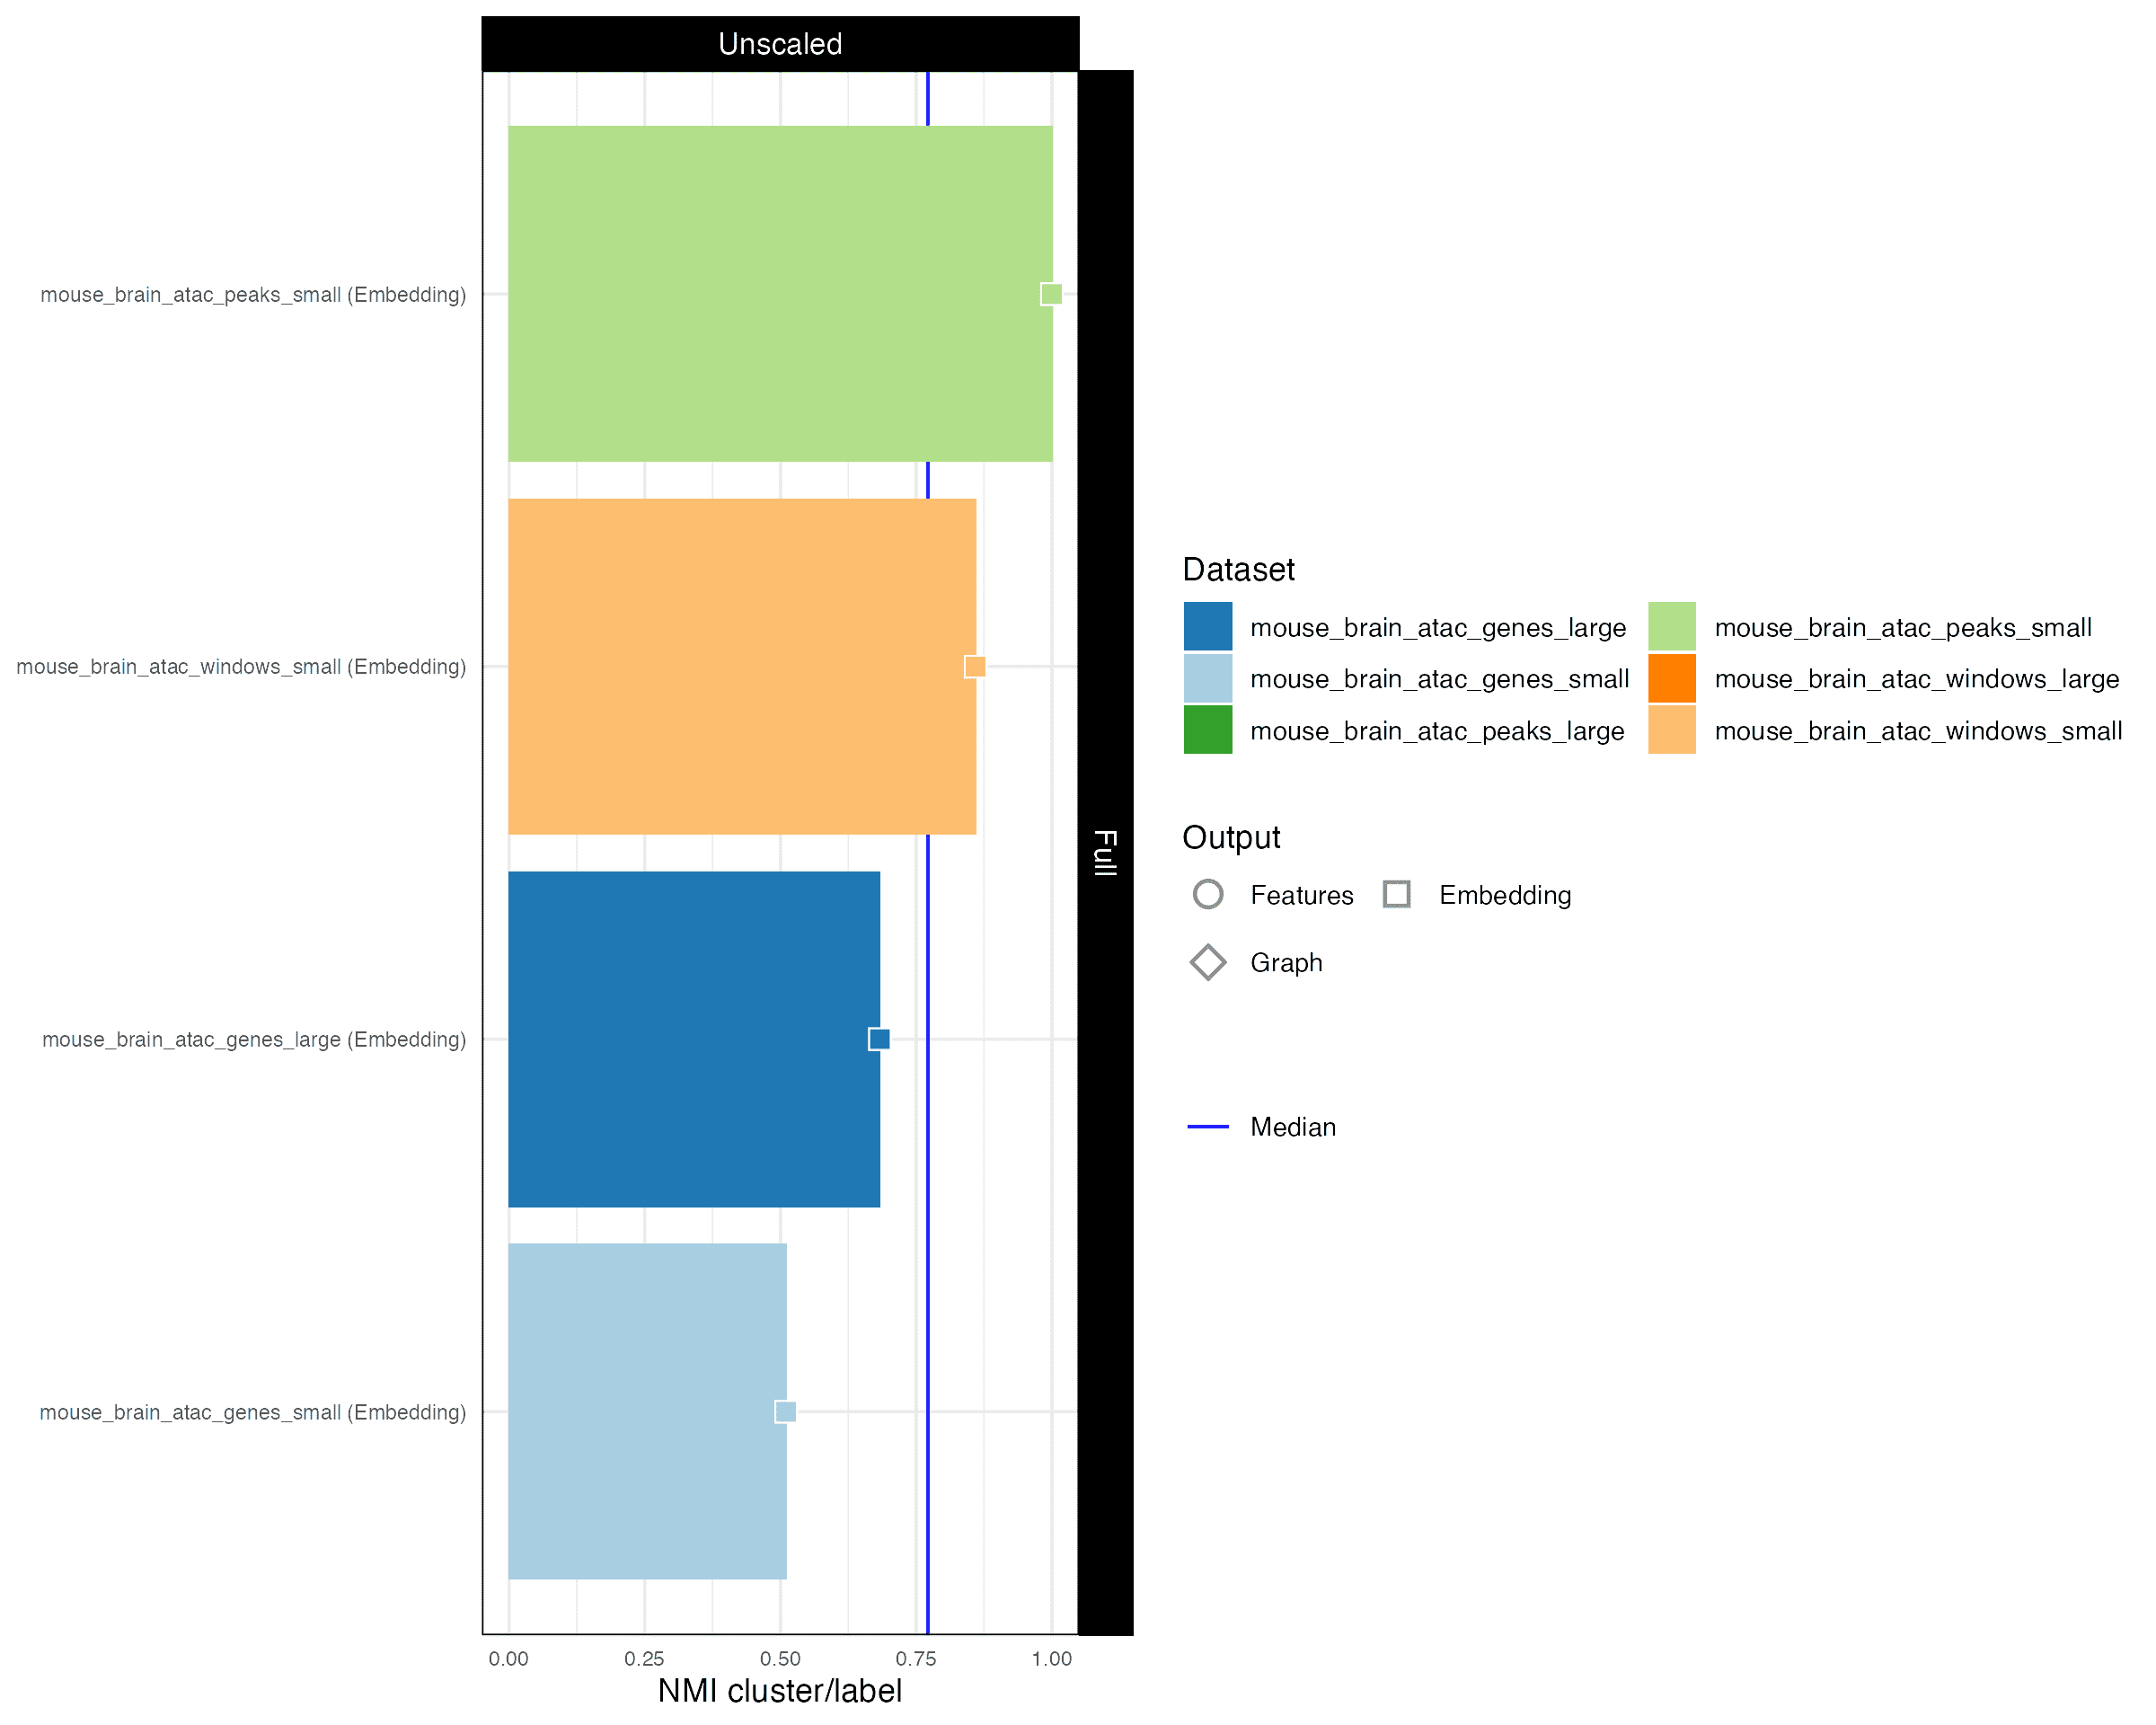 Unscaled
Full
mouse_brain_atac_peaks_small (Embedding)
mouse_brain_atac_windows_small (Embedding)
mouse_brain_atac_genes_large (Embedding)
mouse_brain_atac_genes_small (Embedding)
0.00 0.25 0.50 0.75 1.00
NMI cluster/label
Dataset
mouse_brain_atac_genes_large mouse_brain_atac_peaks_small
mouse_brain_atac_genes_small mouse_brain_atac_windows_large
mouse_brain_atac_peaks_large mouse_brain_atac_windows_small
Output
Features Embedding
Graph
Median